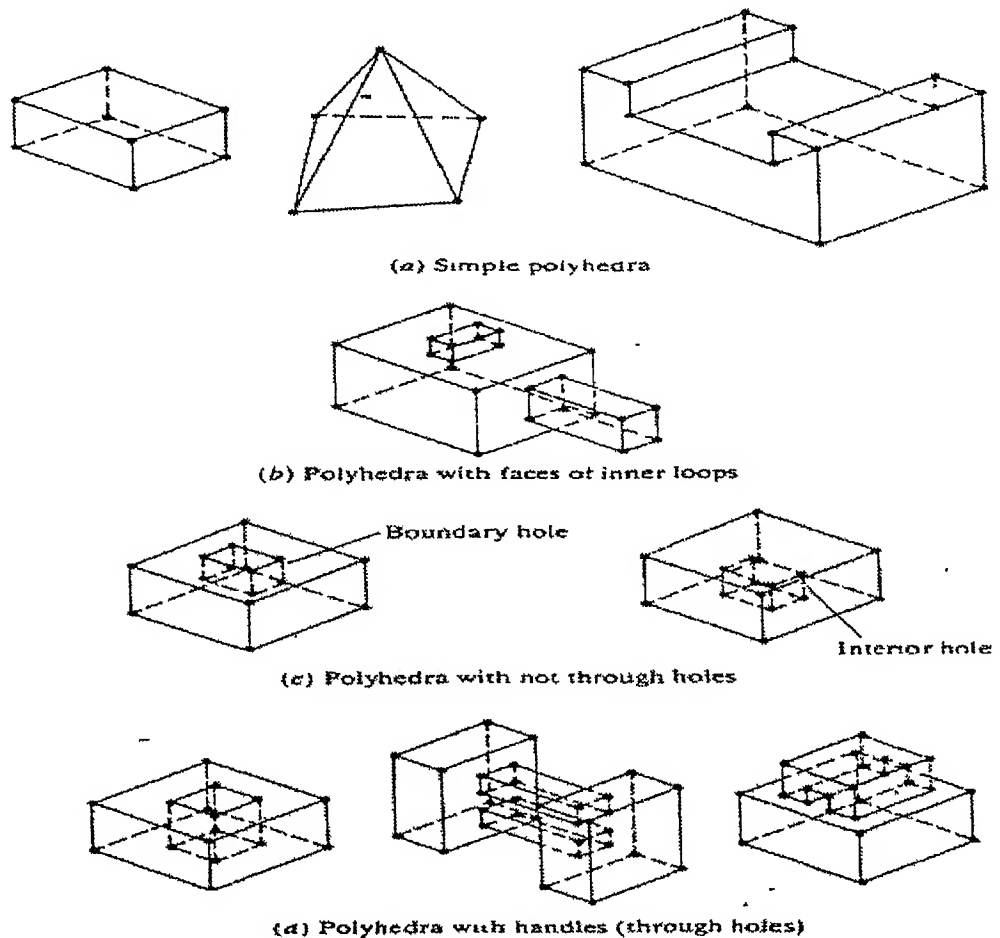 (a) Simple polyhedra
(b) Polyhedra with faces of inner loops
Boundary hole
Interior hole
(c) Polyhedra with not through holes
(d) Polyhedra with handles (through holes)